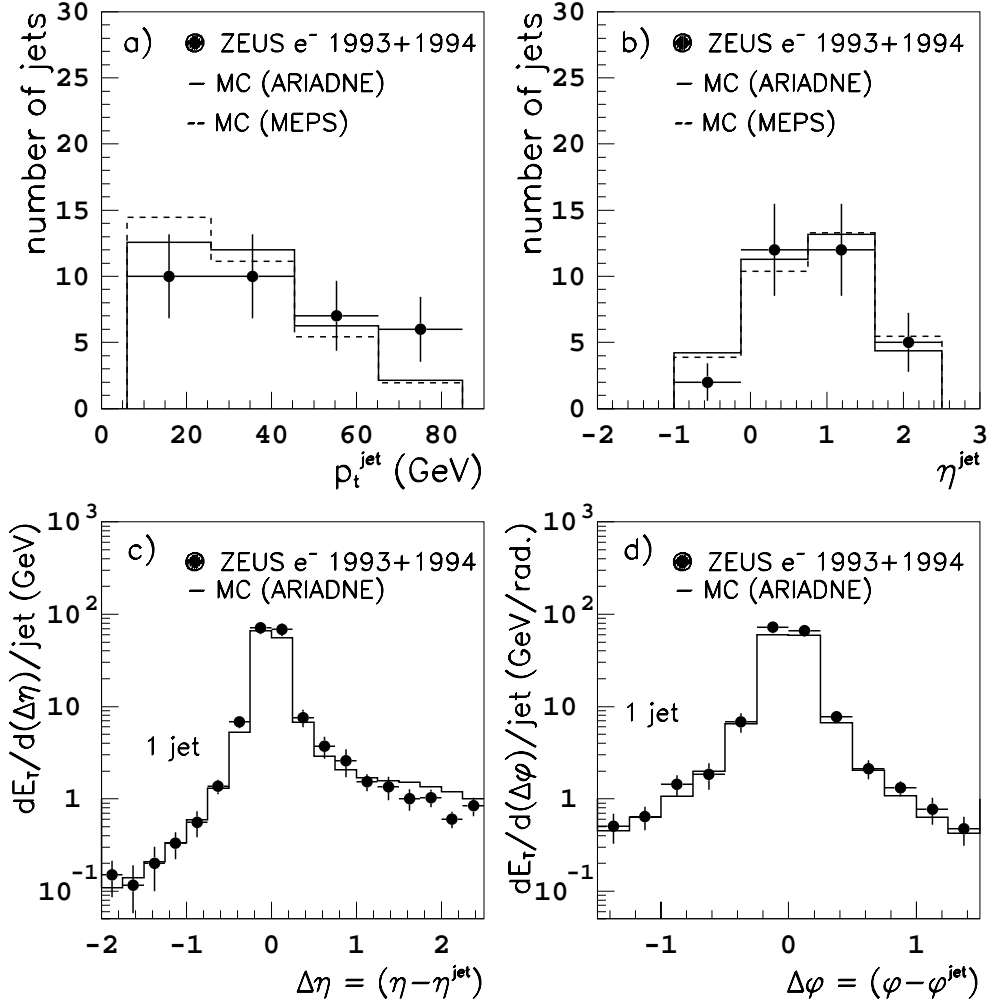 a)
ZEUS e⁻ 1993+1994
MC (ARIADNE)
MC (MEPS)
number of jets
30
25
20
15
10
5
0
0 20 40 60 80
p_t^jet (GeV)
b)
ZEUS e⁻ 1993+1994
MC (ARIADNE)
MC (MEPS)
number of jets
30
25
20
15
10
5
0
-2 -1 0 1 2 3
η^jet
c)
ZEUS e⁻ 1993+1994
MC (ARIADNE)
1 jet
dE_T/d(Δη)/jet (GeV)
10³
10²
10
1
10⁻¹
-2 -1 0 1 2
Δη = (η−η^jet)
d)
ZEUS e⁻ 1993+1994
MC (ARIADNE)
1 jet
dE_T/d(Δφ)/jet (GeV/rad.)
10³
10²
10
1
10⁻¹
-1 0 1
Δφ = (φ−φ^jet)